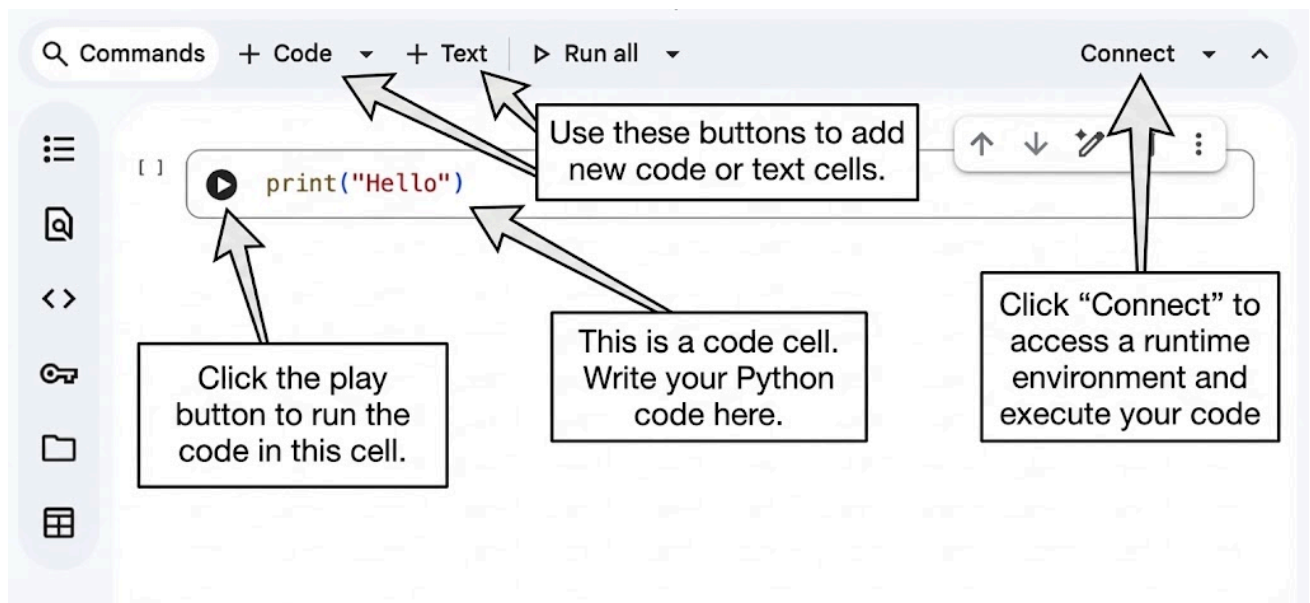 Commands + Code + Text Run all Connect
Use these buttons to add
new code or text cells.
[ ] print("Hello")
Click the play
button to run the
code in this cell.
This is a code cell.
Write your Python
code here.
Click “Connect” to
access a runtime
environment and
execute your code